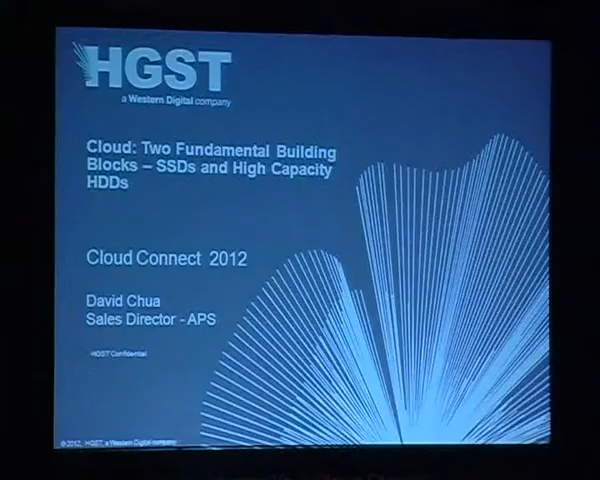 HGST
a Western Digital company
Cloud: Two Fundamental Building
Blocks – SSDs and High Capacity
HDDs
Cloud Connect 2012
David Chua
Sales Director - APS
HGST Confidential
© 2012, HGST, a Western Digital company